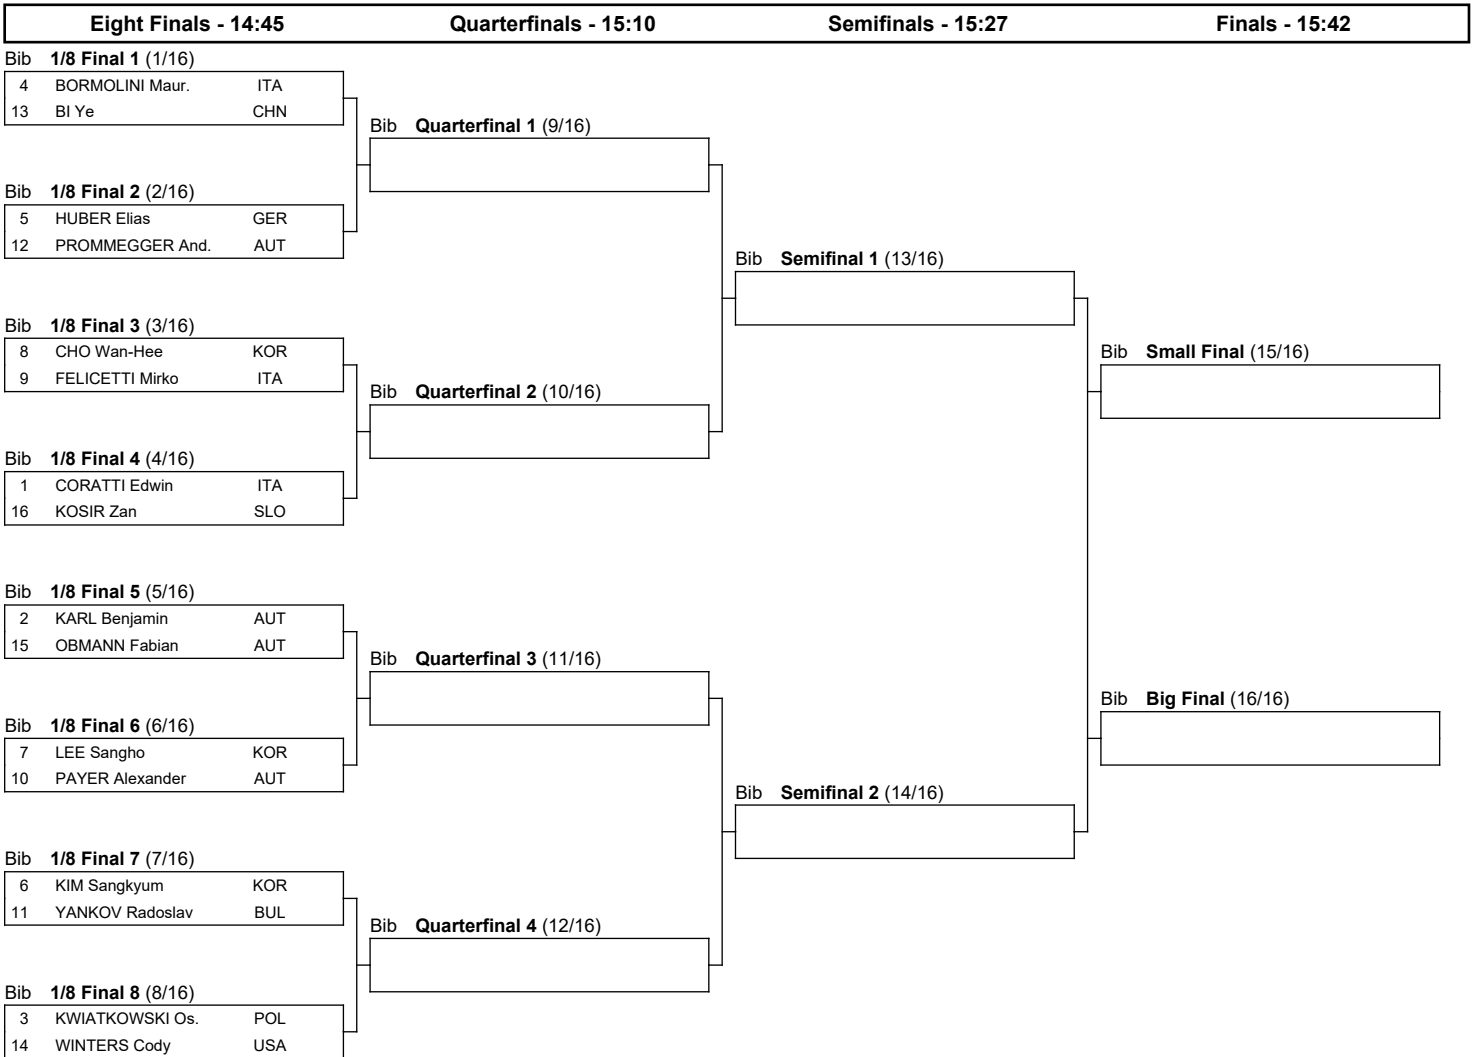 Eight Finals - 14:45 Quarterfinals - 15:10 Semifinals - 15:27 Finals - 15:42
Bib 1/8 Final 1 (1/16)
4 BORMOLINI Maur. ITA
13 BI Ye CHN
Bib Quarterfinal 1 (9/16)
Bib 1/8 Final 2 (2/16)
5 HUBER Elias GER
12 PROMMEGGER And. AUT
Bib Semifinal 1 (13/16)
Bib 1/8 Final 3 (3/16)
8 CHO Wan-Hee KOR
9 FELICETTI Mirko ITA
Bib Small Final (15/16)
Bib Quarterfinal 2 (10/16)
Bib 1/8 Final 4 (4/16)
1 CORATTI Edwin ITA
16 KOSIR Zan SLO
Bib 1/8 Final 5 (5/16)
2 KARL Benjamin AUT
15 OBMANN Fabian AUT
Bib Quarterfinal 3 (11/16)
Bib Big Final (16/16)
Bib 1/8 Final 6 (6/16)
7 LEE Sangho KOR
10 PAYER Alexander AUT
Bib Semifinal 2 (14/16)
Bib 1/8 Final 7 (7/16)
6 KIM Sangkyum KOR
11 YANKOV Radoslav BUL
Bib Quarterfinal 4 (12/16)
Bib 1/8 Final 8 (8/16)
3 KWIATKOWSKI Os. POL
14 WINTERS Cody USA